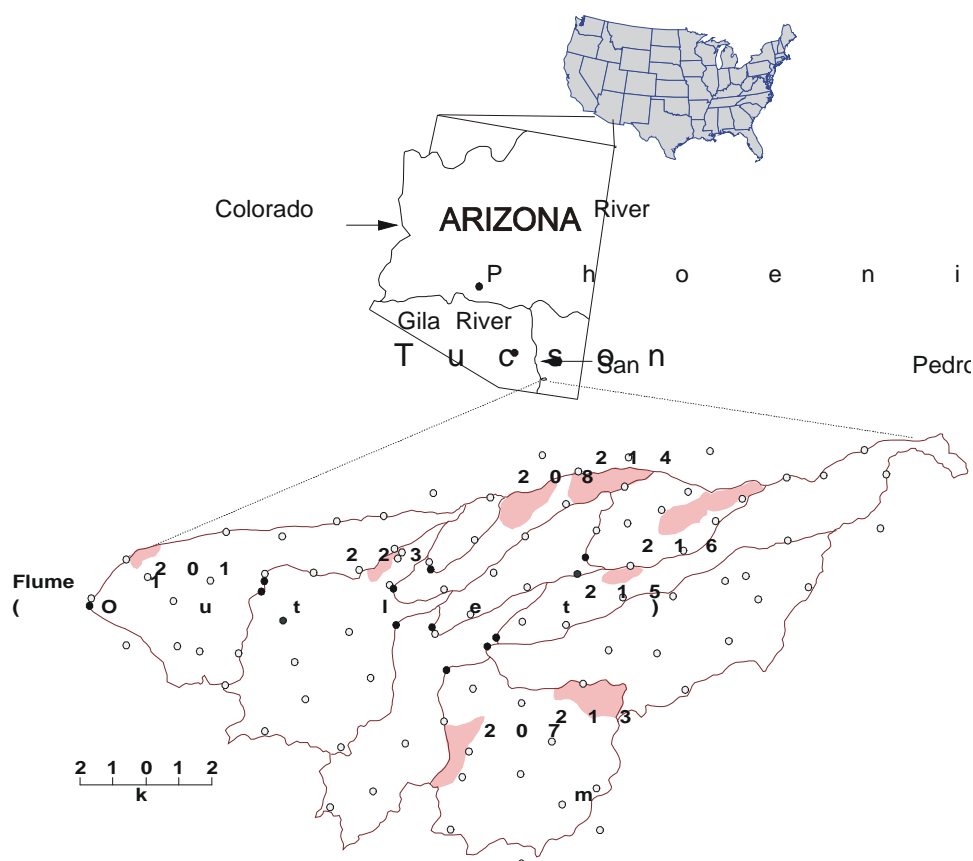 Colorado
ARIZONA River
P h o e n i
Gila River
T u c s o n
San Pedro
2 1 4
2 0 8
2 1 6
2 2 3
2 0 1
2 1 5
Flume 1
( O u t l e t )
2 1 3
2 0 7
2 1 0 1 2
k m